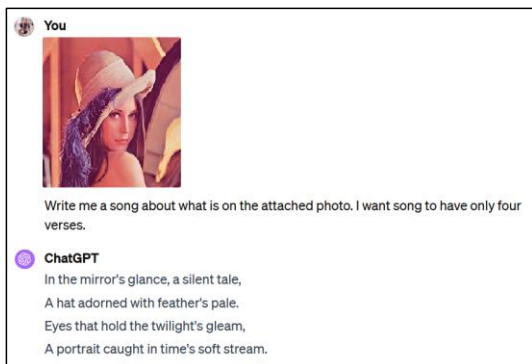 You
Write me a song about what is on the attached photo. I want song to have only four
verses.
ChatGPT
In the mirror's glance, a silent tale,
A hat adorned with feather's pale.
Eyes that hold the twilight's gleam,
A portrait caught in time's soft stream.